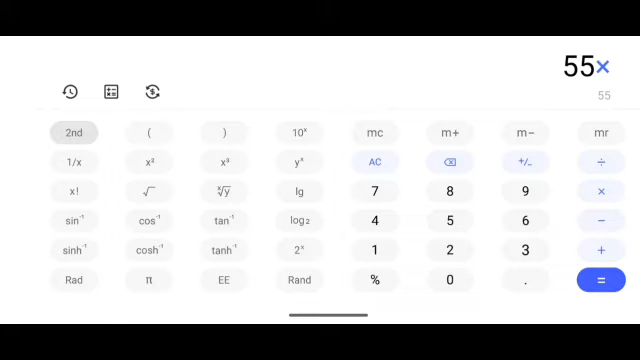 55×
55
2nd ( ) 10ˣ mc m+ m− mr
1/x x² x³ yˣ AC +/− ÷
x! √ ˣ√y lg 7 8 9 ×
sin⁻¹ cos⁻¹ tan⁻¹ log₂ 4 5 6 −
sinh⁻¹ cosh⁻¹ tanh⁻¹ 2ˣ 1 2 3 +
Rad π EE Rand % 0 . =